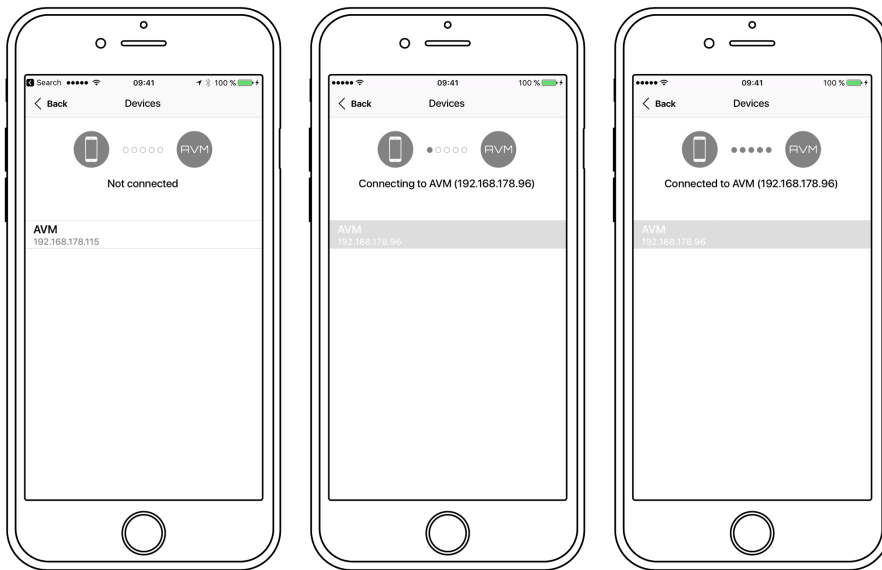 Search 09:41 100 %
Back Devices
AVM
Not connected
AVM
192.168.178.115
09:41 100 %
Back Devices
AVM
Connecting to AVM (192.168.178.96)
AVM
192.168.178.96
09:41 100 %
Back Devices
AVM
Connected to AVM (192.168.178.96)
AVM
192.168.178.96